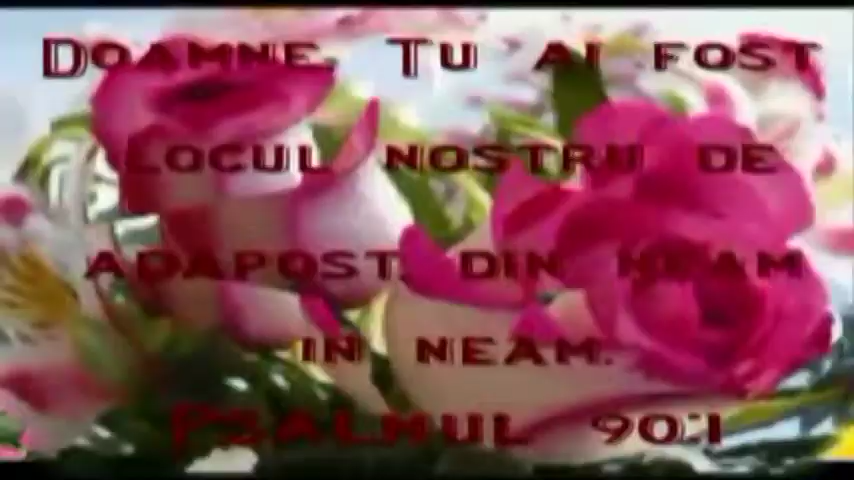 Doamne, Tu ai fost
locul nostru de
adapost, din neam
in neam.
Psalmul 90:1